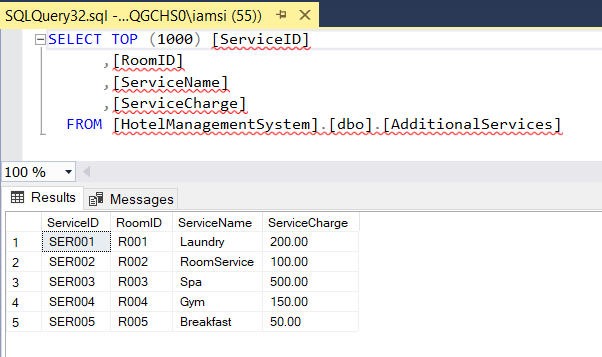 SQLQuery32.sql -...QGCHS0\iamsi (55))
SELECT TOP (1000) [ServiceID]
,[RoomID]
,[ServiceName]
,[ServiceCharge]
FROM [HotelManagementSystem].[dbo].[AdditionalServices]
100 %
Results Messages
ServiceID RoomID ServiceName ServiceCharge
1 SER001 R001 Laundry 200.00
2 SER002 R002 RoomService 100.00
3 SER003 R003 Spa 500.00
4 SER004 R004 Gym 150.00
5 SER005 R005 Breakfast 50.00